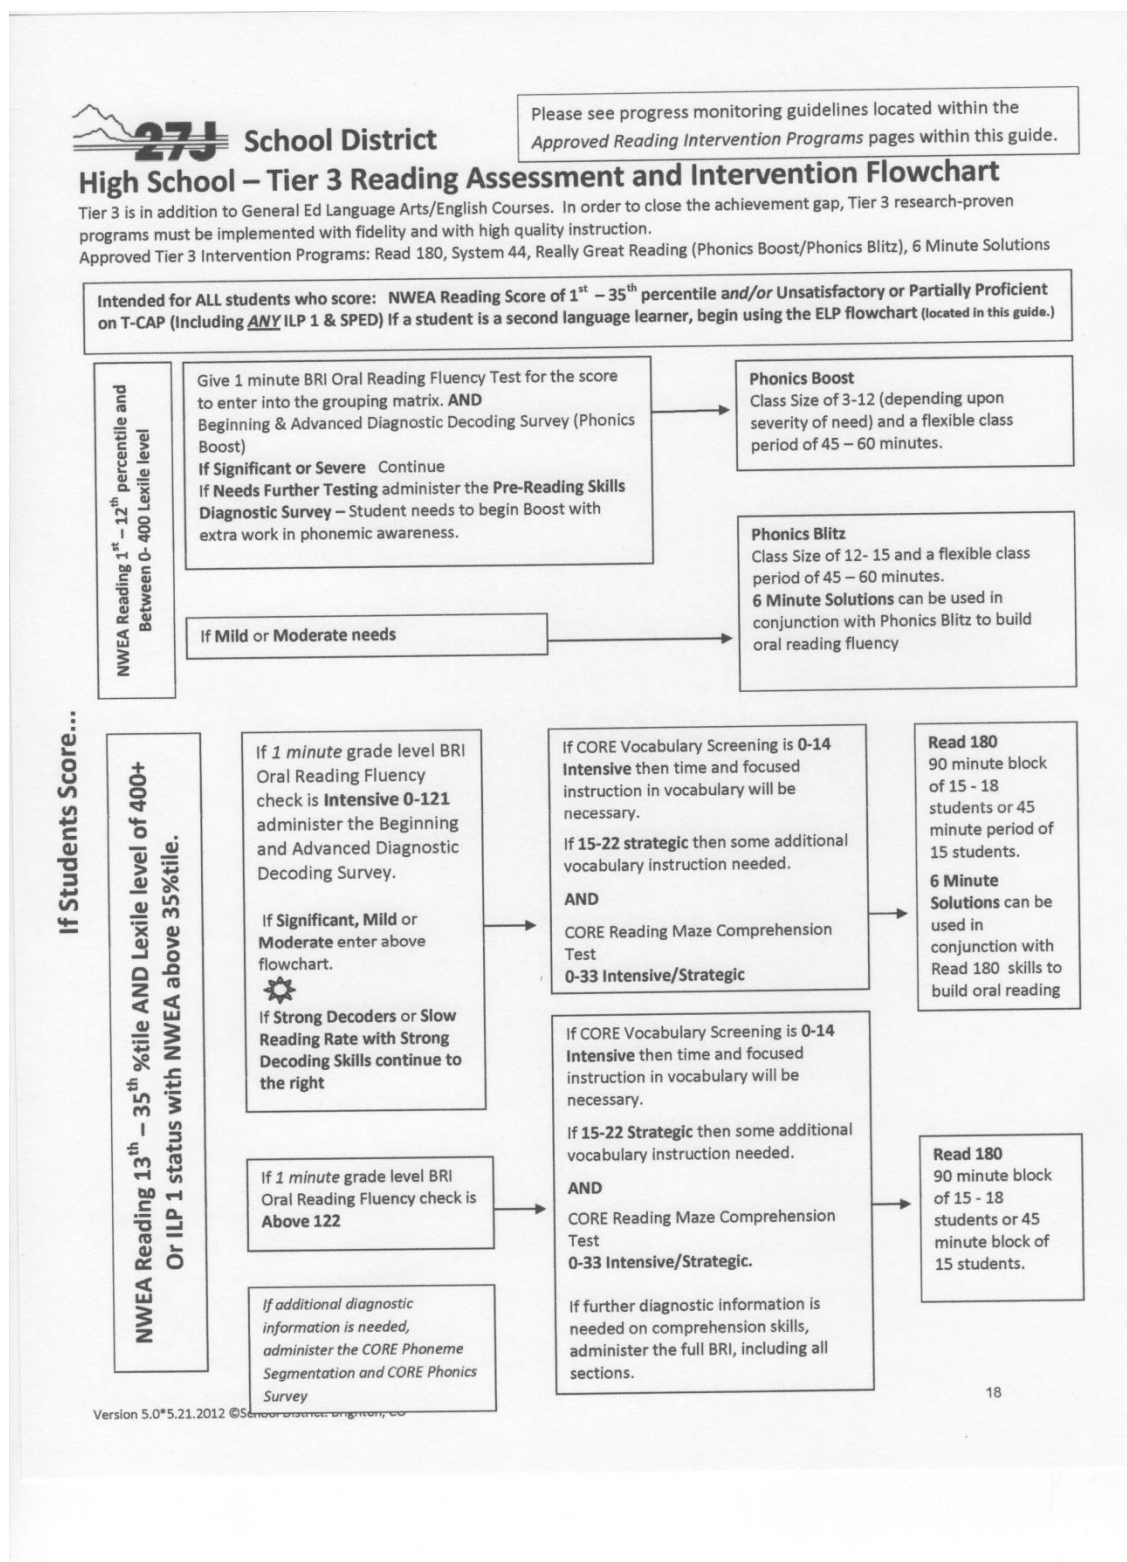 27J School District
Please see progress monitoring guidelines located within the
Approved Reading Intervention Programs pages within this guide.
High School – Tier 3 Reading Assessment and Intervention Flowchart
Tier 3 is in addition to General Ed Language Arts/English Courses. In order to close the achievement gap, Tier 3 research-proven
programs must be implemented with fidelity and with high quality instruction.
Approved Tier 3 Intervention Programs: Read 180, System 44, Really Great Reading (Phonics Boost/Phonics Blitz), 6 Minute Solutions
Intended for ALL students who score: NWEA Reading Score of 1st – 35th percentile and/or Unsatisfactory or Partially Proficient
on T-CAP (Including ANY ILP 1 & SPED) If a student is a second language learner, begin using the ELP flowchart (located in this guide.)
If Students Score...
NWEA Reading 1st – 12th percentile and
Between 0- 400 Lexile level
Give 1 minute BRI Oral Reading Fluency Test for the score
to enter into the grouping matrix. AND
Beginning & Advanced Diagnostic Decoding Survey (Phonics
Boost)
If Significant or Severe Continue
If Needs Further Testing administer the Pre-Reading Skills
Diagnostic Survey – Student needs to begin Boost with
extra work in phonemic awareness.
Phonics Boost
Class Size of 3-12 (depending upon
severity of need) and a flexible class
period of 45 – 60 minutes.
If Mild or Moderate needs
Phonics Blitz
Class Size of 12- 15 and a flexible class
period of 45 – 60 minutes.
6 Minute Solutions can be used in
conjunction with Phonics Blitz to build
oral reading fluency
NWEA Reading 13th – 35th %tile AND Lexile level of 400+
Or ILP 1 status with NWEA above 35%tile.
If 1 minute grade level BRI
Oral Reading Fluency
check is Intensive 0-121
administer the Beginning
and Advanced Diagnostic
Decoding Survey.
If Significant, Mild or
Moderate enter above
flowchart.
If Strong Decoders or Slow
Reading Rate with Strong
Decoding Skills continue to
the right
If CORE Vocabulary Screening is 0-14
Intensive then time and focused
instruction in vocabulary will be
necessary.
If 15-22 strategic then some additional
vocabulary instruction needed.
AND
CORE Reading Maze Comprehension
Test
0-33 Intensive/Strategic
Read 180
90 minute block
of 15 - 18
students or 45
minute period of
15 students.
6 Minute
Solutions can be
used in
conjunction with
Read 180 skills to
build oral reading
If 1 minute grade level BRI
Oral Reading Fluency check is
Above 122
If CORE Vocabulary Screening is 0-14
Intensive then time and focused
instruction in vocabulary will be
necessary.
If 15-22 Strategic then some additional
vocabulary instruction needed.
AND
CORE Reading Maze Comprehension
Test
0-33 Intensive/Strategic.
If further diagnostic information is
needed on comprehension skills,
administer the full BRI, including all
sections.
Read 180
90 minute block
of 15 - 18
students or 45
minute block of
15 students.
If additional diagnostic
information is needed,
administer the CORE Phoneme
Segmentation and CORE Phonics
Survey
Version 5.0*5.21.2012 ©School District. Brighton, CO
18